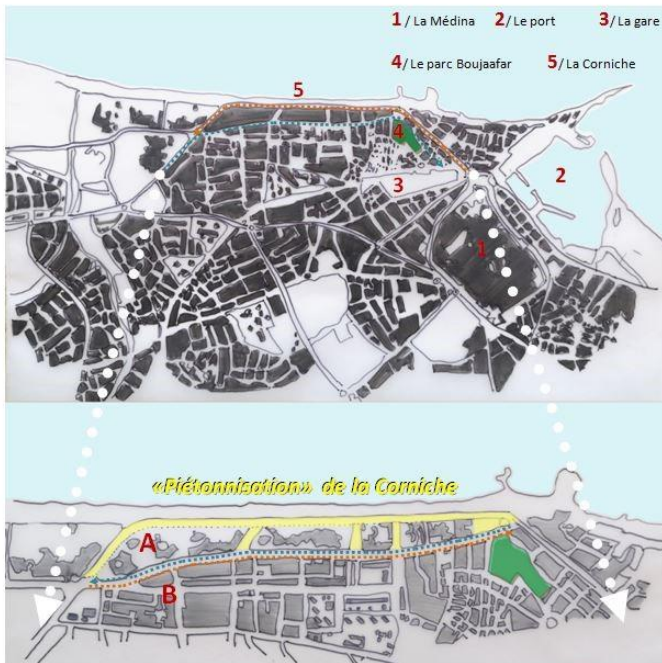 1/ La Médina 2/ Le port 3/ La gare
4/ Le parc Boujaafar 5/ La Corniche
5
4
3
2
1
«Piétonnisation» de la Corniche
A
B